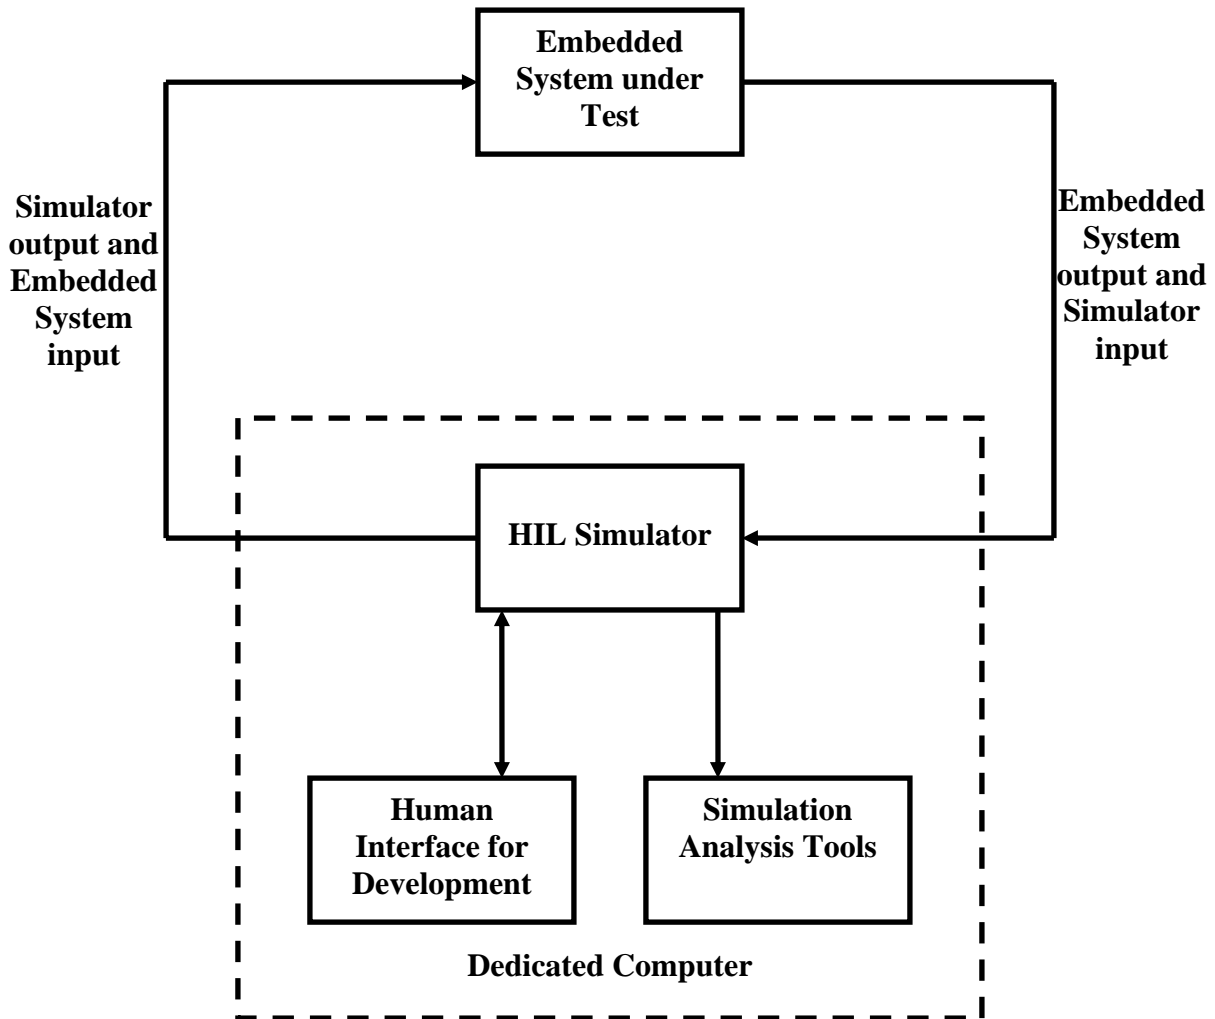 Embedded
System under
Test
Simulator
output and
Embedded
System
input
Embedded
System
output and
Simulator
input
HIL Simulator
Human
Interface for
Development
Simulation
Analysis Tools
Dedicated Computer